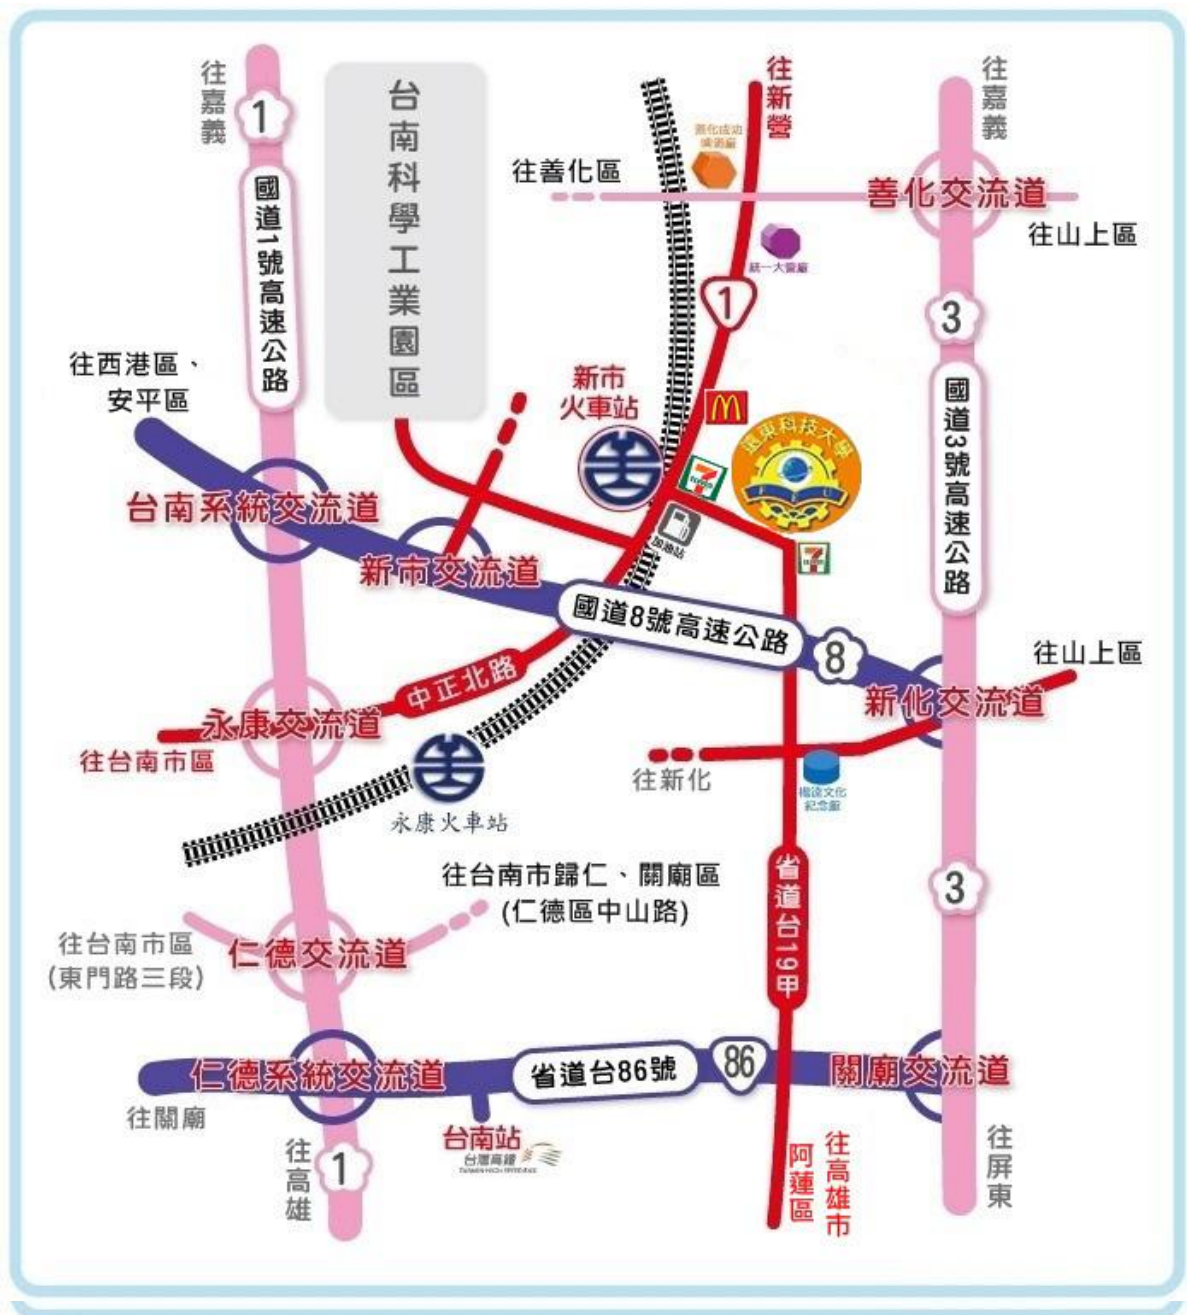 往嘉義
1
國道1號高速公路
台南科學工業園區
往新營
善化成功
啤酒廠
往善化區
往嘉義
善化交流道
往山上區
統一大營廠
1
3
國道3號高速公路
往西港區、
安平區
新市
火車站
遠東科技大學
FEU
7
ELEVEN
加油站
7
ELEVEN
台南系統交流道
新市交流道
國道8號高速公路
8
往山上區
新化交流道
中正北路
永康交流道
往台南市區
往新化
楊逵文化
紀念館
永康火車站
往台南市歸仁、關廟區
(仁德區中山路)
省道台19甲
3
往台南市區
(東門路三段)
仁德交流道
仁德系統交流道
省道台86號
86
關廟交流道
往關廟
台南站
台灣高鐵
TAIWAN HIGH SPEED RAIL
往高雄
1
往高雄市
阿蓮區
往屏東